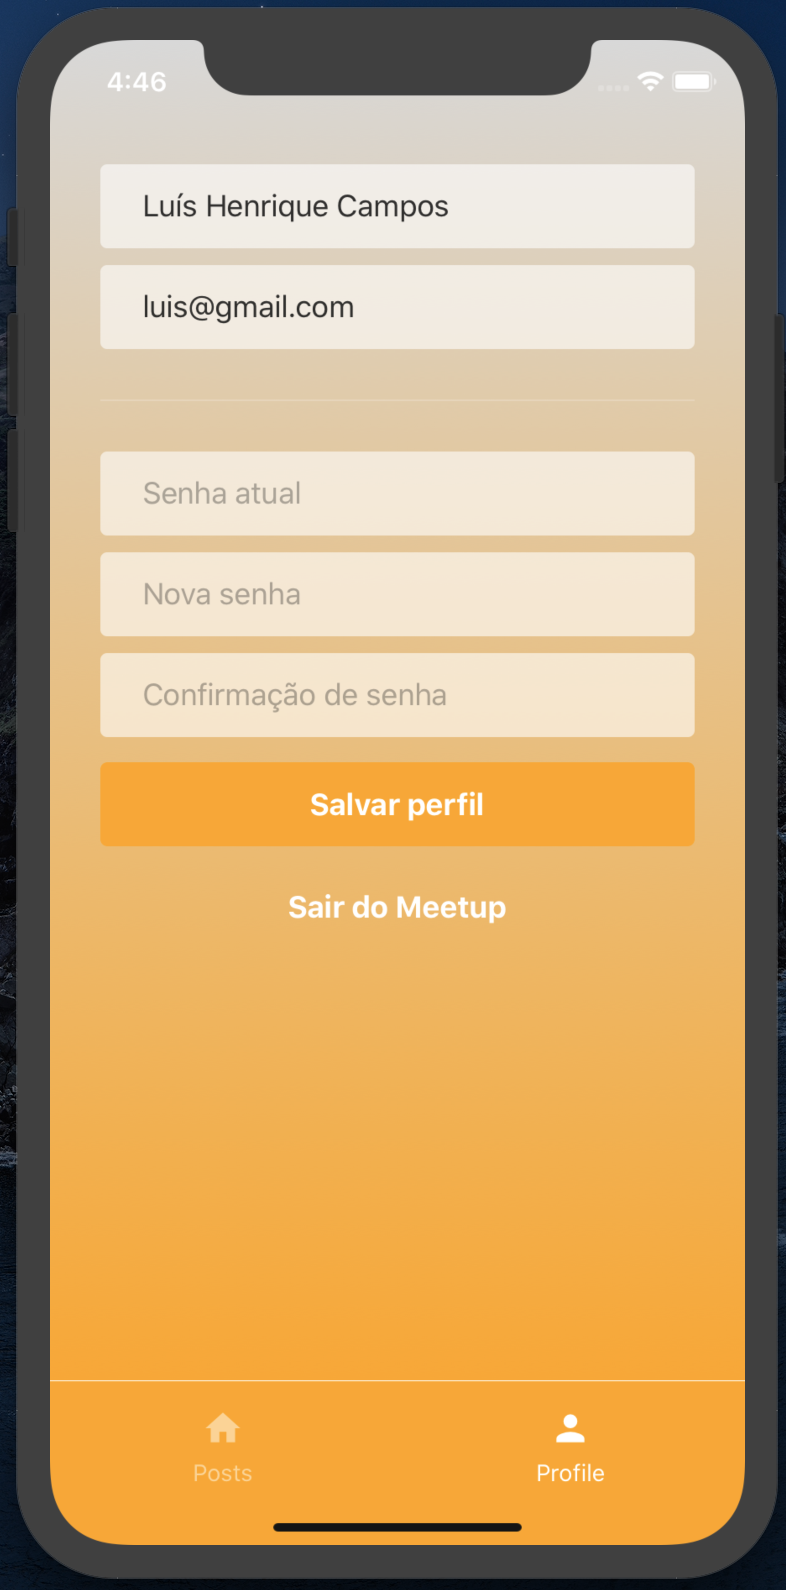 4:46
Luís Henrique Campos
luis@gmail.com
Senha atual
Nova senha
Confirmação de senha
Salvar perfil
Sair do Meetup
Posts
Profile